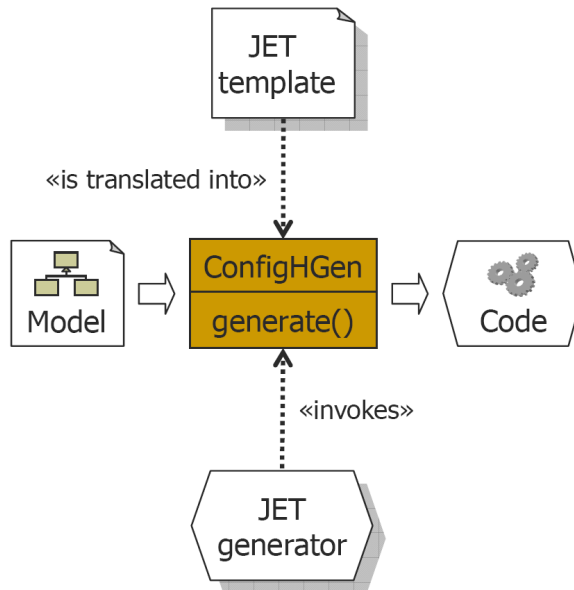 JET
template
«is translated into»
ConfigHGen
Model
generate()
Code
«invokes»
JET
generator